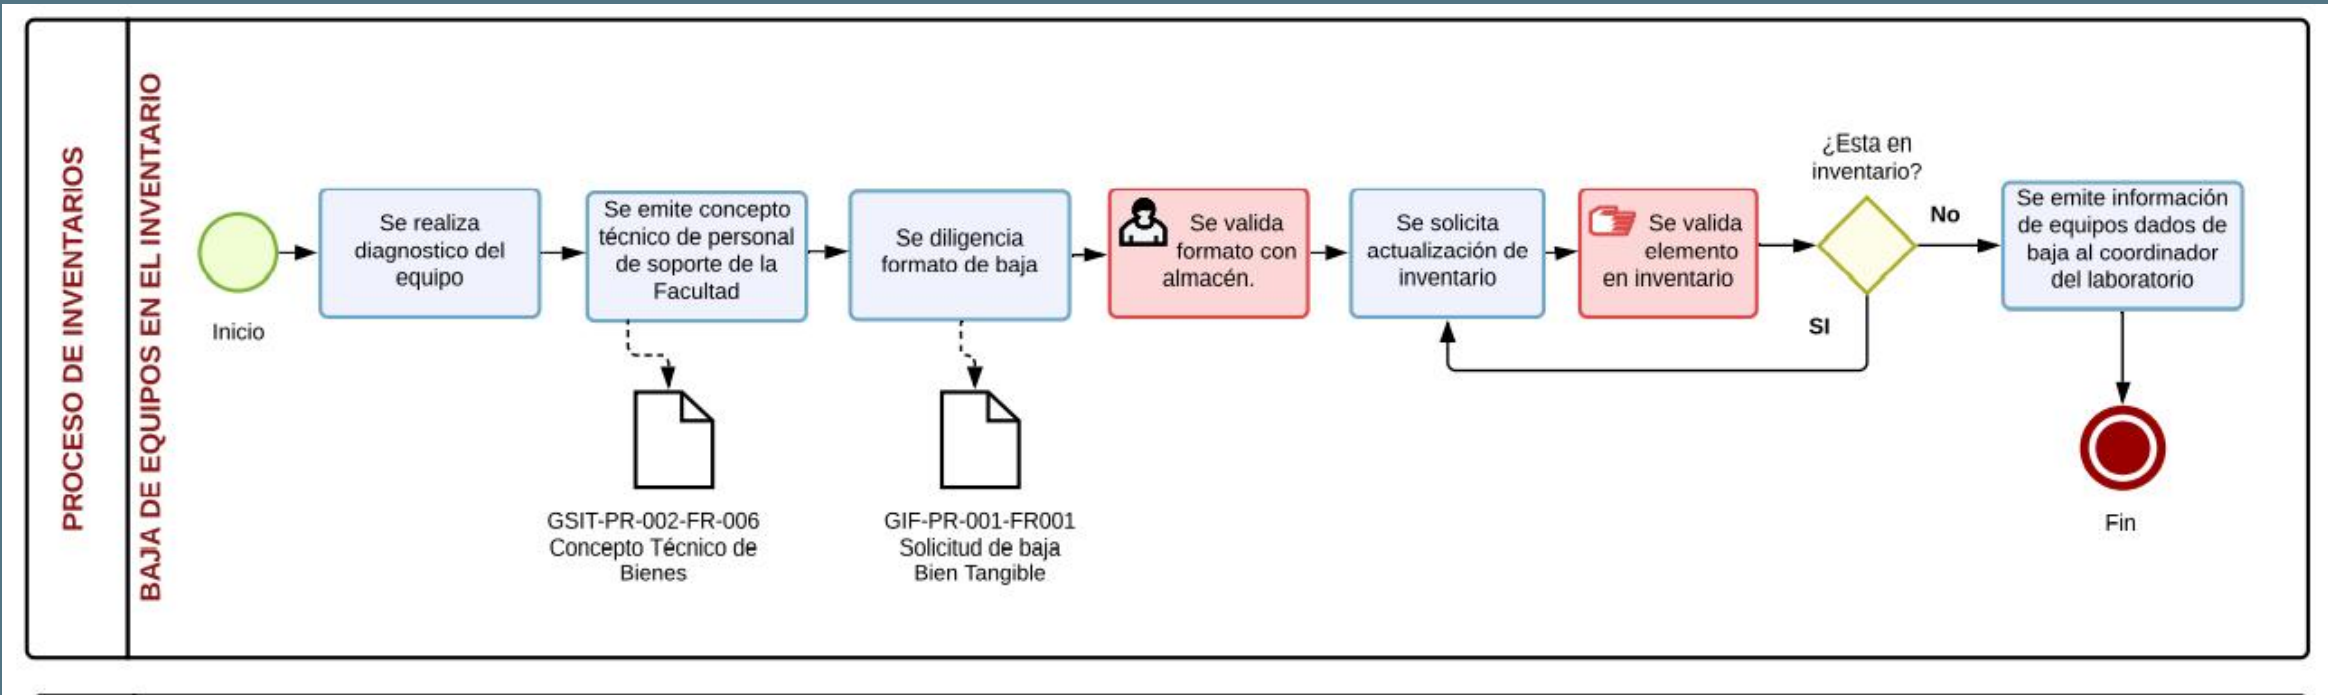 PROCESO DE INVENTARIOS
BAJA DE EQUIPOS EN EL INVENTARIO
Inicio
Se realiza
diagnostico del
equipo
Se emite concepto
técnico de personal
de soporte de la
Facultad
GSIT-PR-002-FR-006
Concepto Técnico de
Bienes
Se diligencia
formato de baja
GIF-PR-001-FR001
Solicitud de baja
Bien Tangible
Se valida
formato con
almacén.
Se solicita
actualización de
inventario
Se valida
elemento
en inventario
¿Esta en
inventario?
No
SI
Se emite información
de equipos dados de
baja al coordinador
del laboratorio
Fin